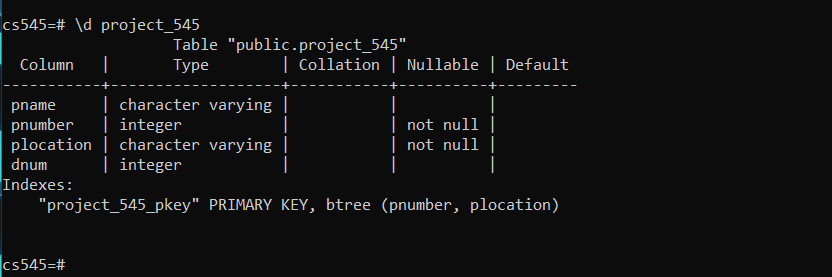 cs545=# \d project_545
                     Table "public.project_545"
  Column   |       Type        | Collation | Nullable | Default
-----------+-------------------+-----------+----------+---------
 pname     | character varying |           |          |
 pnumber   | integer           |           | not null |
 plocation | character varying |           | not null |
 dnum      | integer           |           |          |
Indexes:
    "project_545_pkey" PRIMARY KEY, btree (pnumber, plocation)
cs545=#